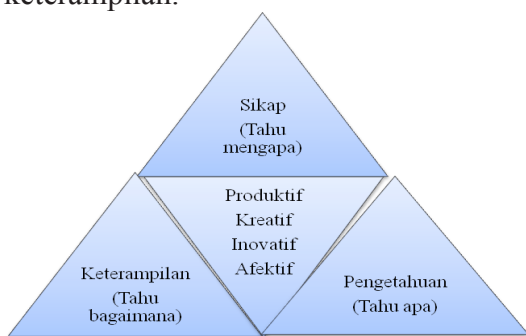 keterampilan.
Sikap
(Tahu
mengapa)
Produktif
Kreatif
Inovatif
Afektif
Keterampilan
(Tahu
bagaimana)
Pengetahuan
(Tahu apa)